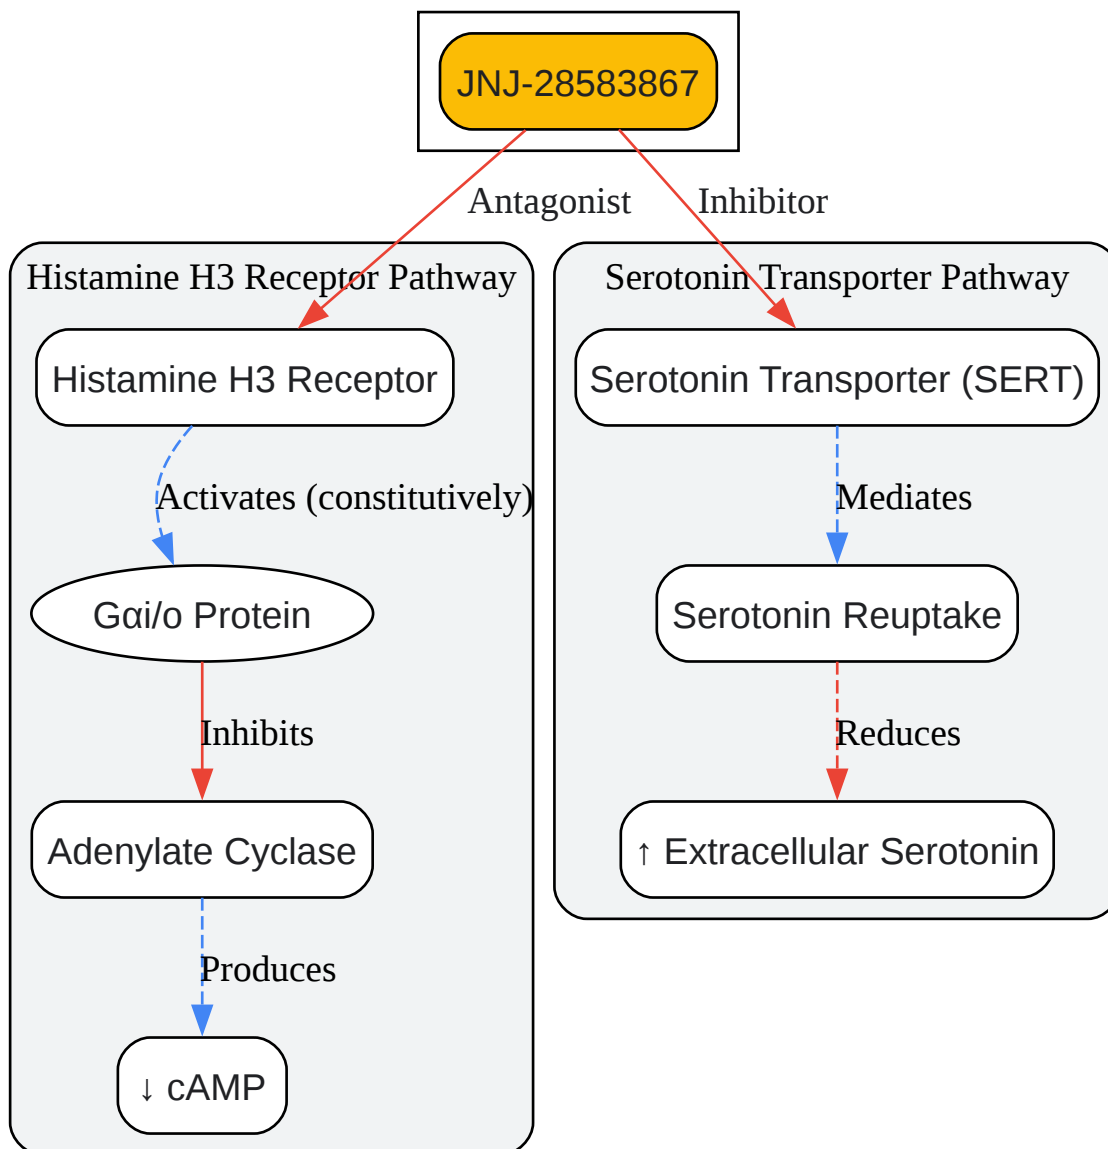 JNJ-28583867
Antagonist
Inhibitor
Histamine H3 Receptor Pathway
Serotonin Transporter Pathway
Histamine H3 Receptor
Serotonin Transporter (SERT)
Activates (constitutively)
Mediates
Gαi/o Protein
Serotonin Reuptake
Inhibits
Reduces
Adenylate Cyclase
↑ Extracellular Serotonin
Produces
↓ cAMP